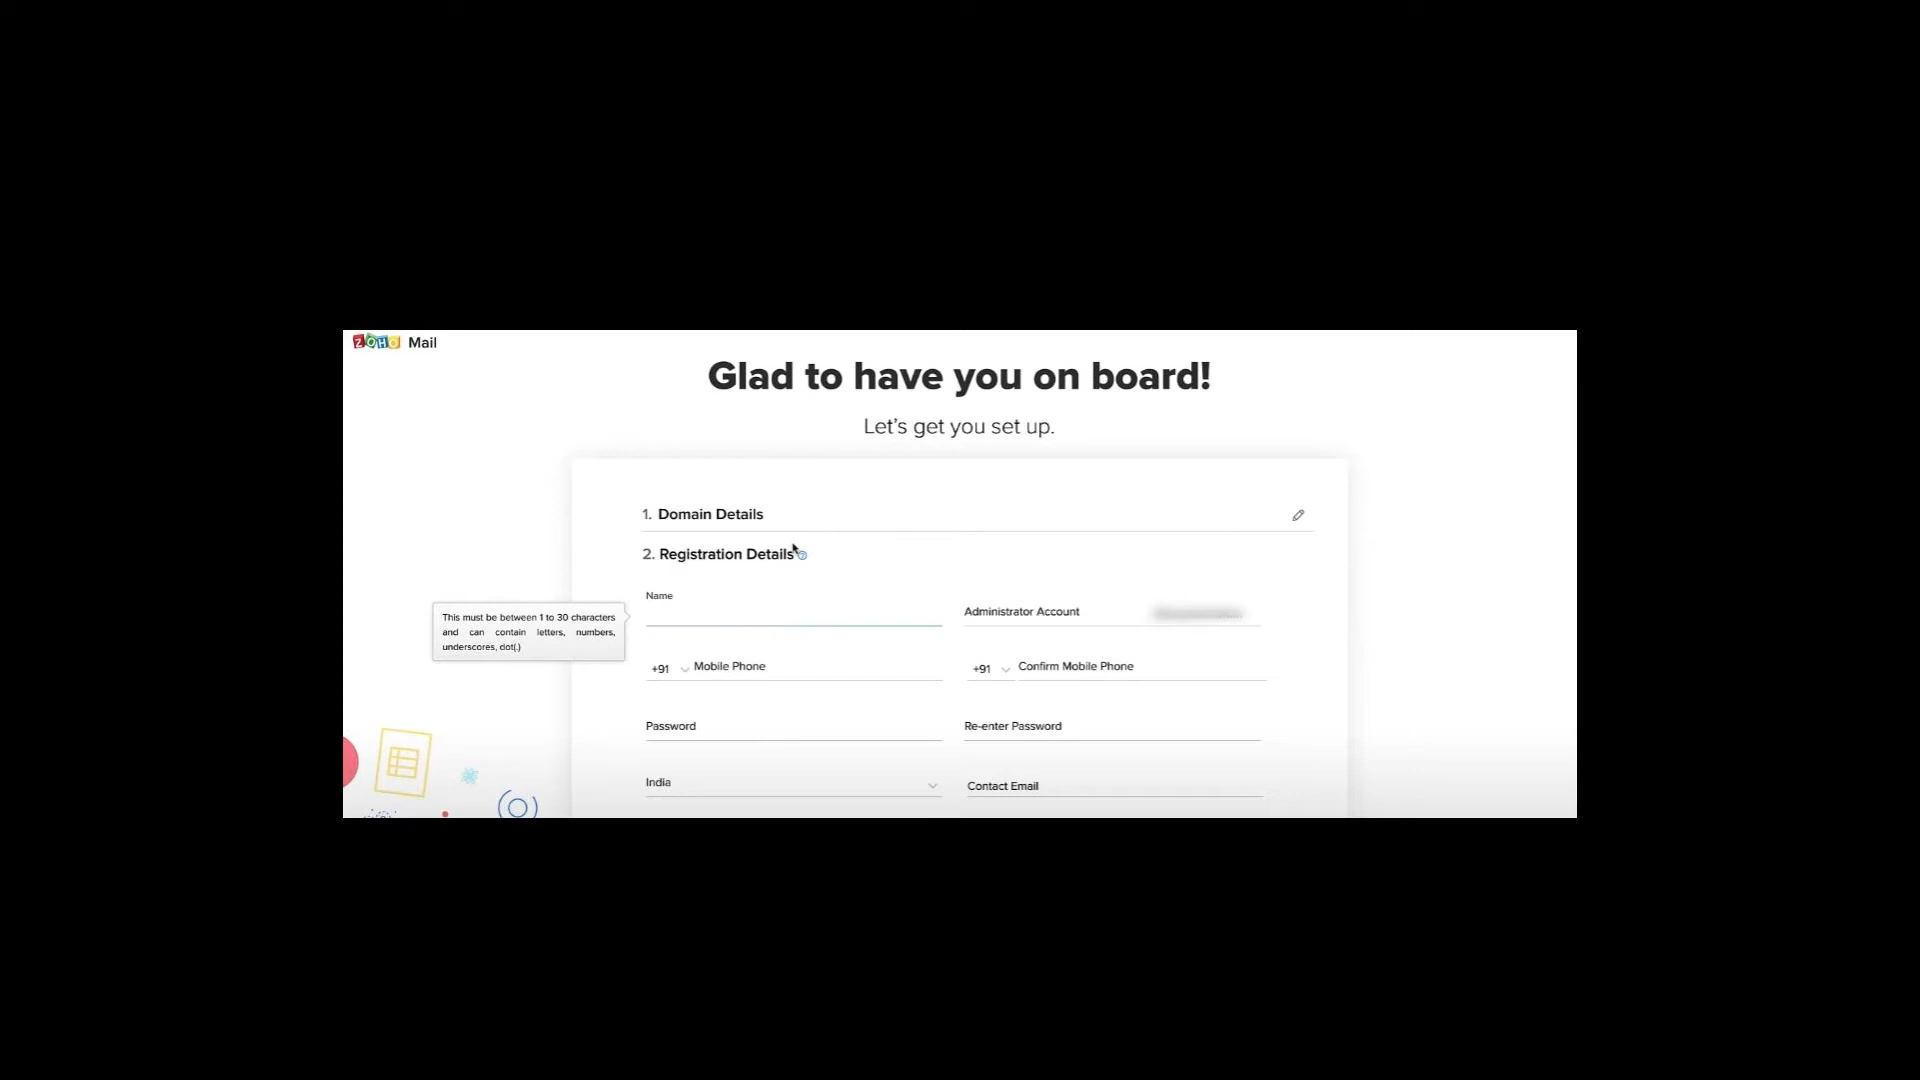 ZOHO Mail
Glad to have you on board!
Let's get you set up.
1. Domain Details
2. Registration Details
Name
This must be between 1 to 30 characters
and can contain letters, numbers,
underscores, dot(.)
Administrator Account
+91 Mobile Phone
+91 Confirm Mobile Phone
Password
Re-enter Password
India
Contact Email